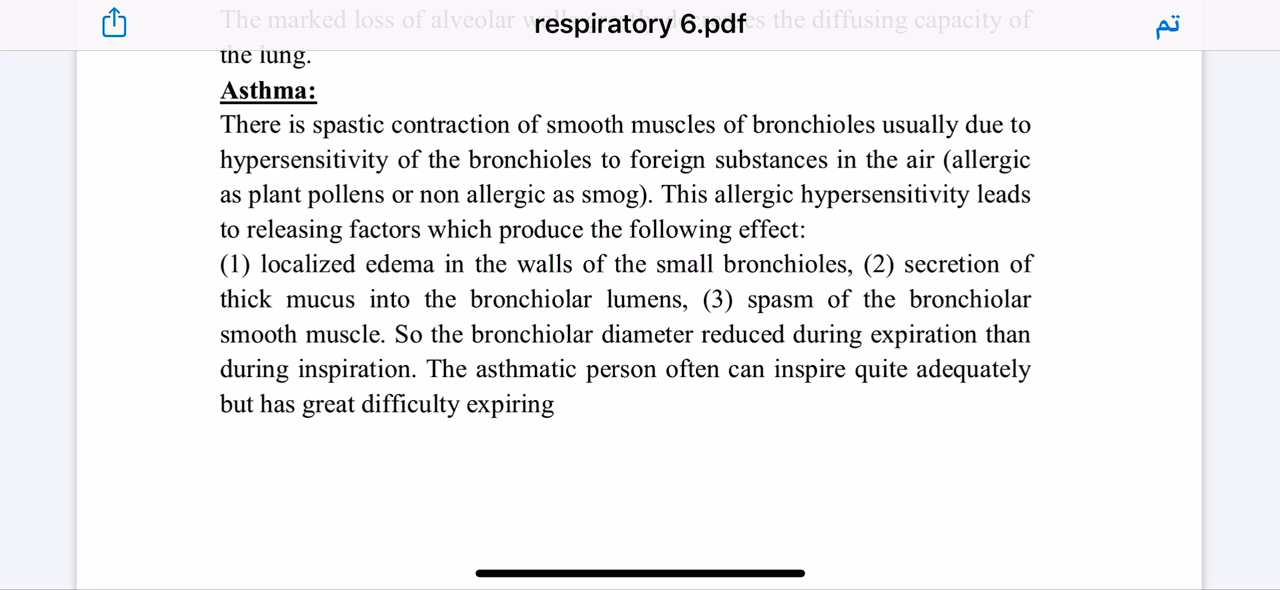 respiratory 6.pdf
تم
The marked loss of alveolar the diffusing capacity of
the lung.
Asthma:
There is spastic contraction of smooth muscles of bronchioles usually due to
hypersensitivity of the bronchioles to foreign substances in the air (allergic
as plant pollens or non allergic as smog). This allergic hypersensitivity leads
to releasing factors which produce the following effect:
(1) localized edema in the walls of the small bronchioles, (2) secretion of
thick mucus into the bronchiolar lumens, (3) spasm of the bronchiolar
smooth muscle. So the bronchiolar diameter reduced during expiration than
during inspiration. The asthmatic person often can inspire quite adequately
but has great difficulty expiring